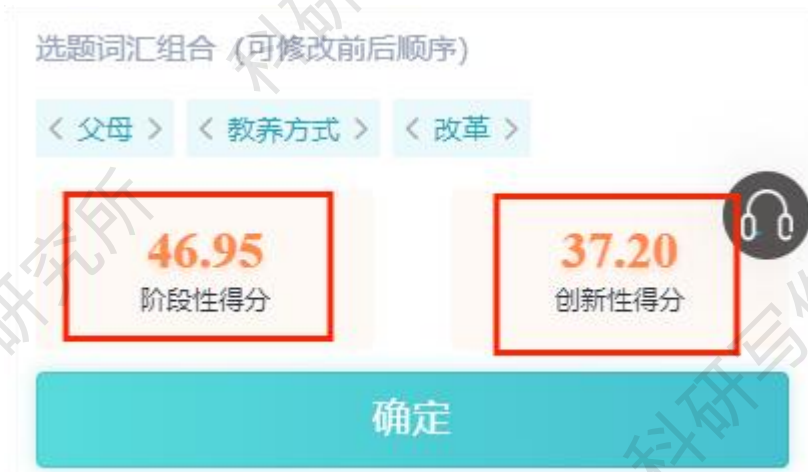 选题词汇组合（可修改前后顺序）
< 父母 > < 教养方式 > < 改革 >
46.95 37.20
阶段性得分 创新性得分
确定